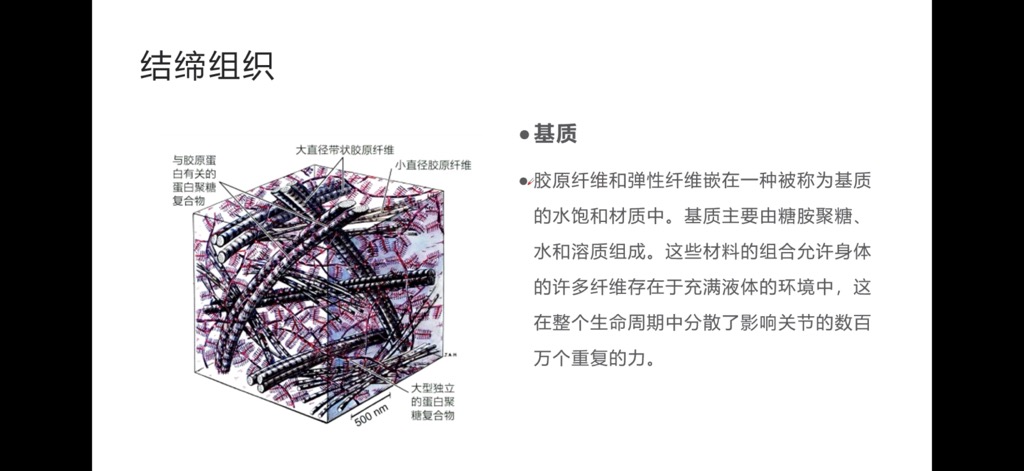 结缔组织
与胶原蛋
白有关的
蛋白聚糖
复合物
大直径带状胶原纤维
小直径胶原纤维
J.A.H
大型独立
的蛋白聚
糖复合物
500 nm
●基质
●胶原纤维和弹性纤维嵌在一种被称为基质
的水饱和材质中。基质主要由糖胺聚糖、
水和溶质组成。这些材料的组合允许身体
的许多纤维存在于充满液体的环境中，这
在整个生命周期中分散了影响关节的数百
万个重复的力。